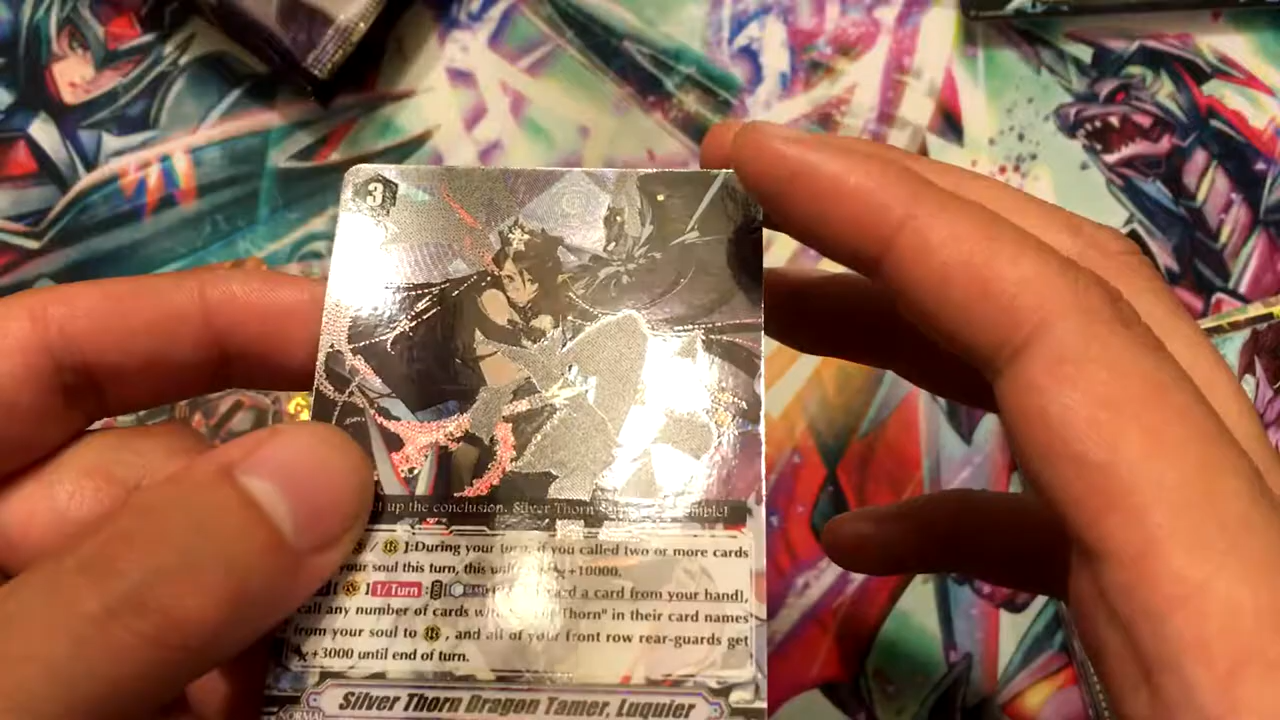 3
up the conclusion. Silver Thorn
]:During your turn, if you called two or more cards
your soul this turn, this +10000.
1/Turn a card from your hand],
call any number of cards Thorn" in their card names
from your soul to , and all of your front row rear-guards get
+3000 until end of turn.
Silver Thorn Dragon Tamer, Luquier
NORMAL